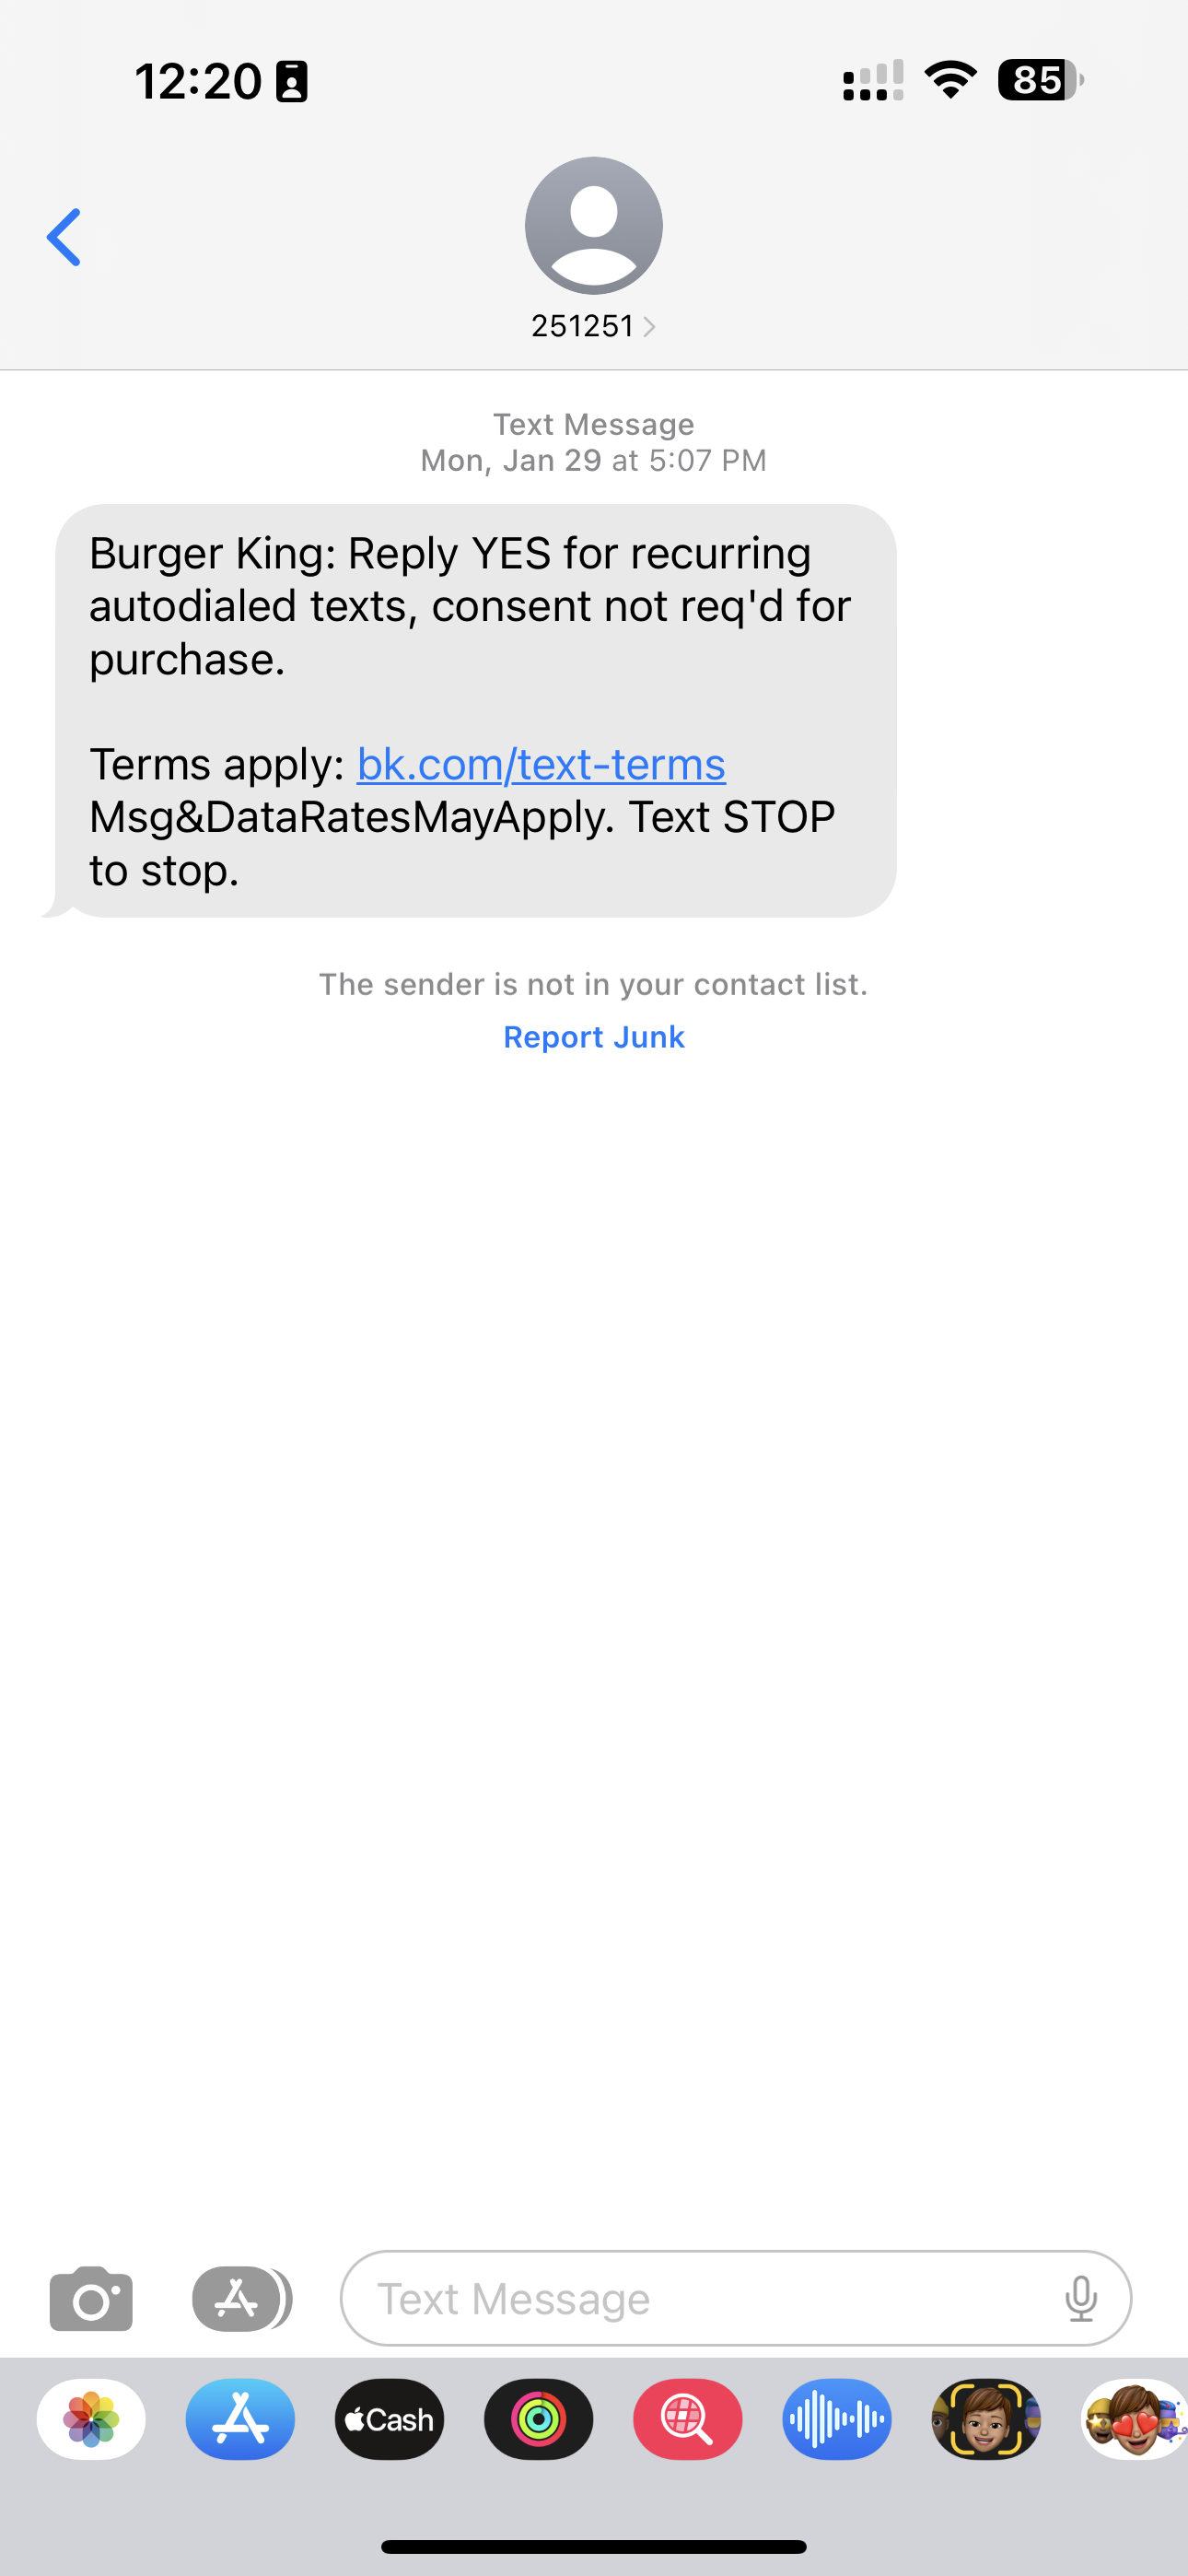 12:20
85
251251
Text Message
Mon, Jan 29 at 5:07 PM
Burger King: Reply YES for recurring
autodialed texts, consent not req'd for
purchase.
Terms apply: bk.com/text-terms
Msg&DataRatesMayApply. Text STOP
to stop.
The sender is not in your contact list.
Report Junk
Text Message
Cash